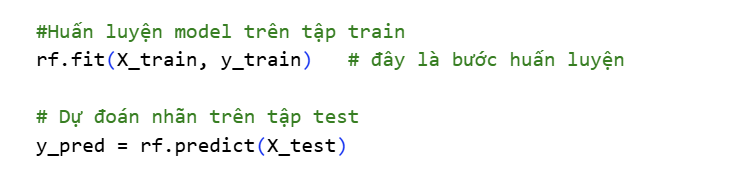 #Huấn luyện model trên tập train
rf.fit(X_train, y_train)   # đây là bước huấn luyện
# Dự đoán nhãn trên tập test
y_pred = rf.predict(X_test)